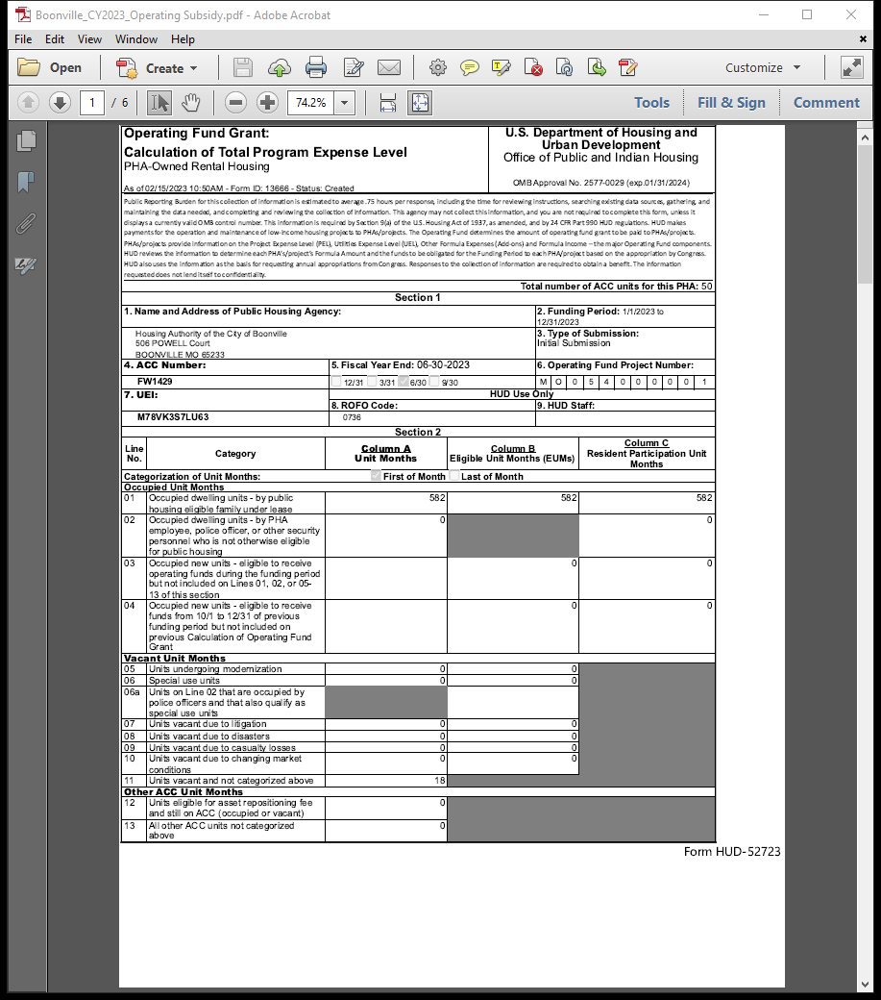 Boonville_CY2023_Operating Subsidy.pdf - Adobe Acrobat
File Edit View Window Help
Open Create Customize
1 / 6 74.2% Tools Fill & Sign Comment
Operating Fund Grant:
Calculation of Total Program Expense Level
PHA-Owned Rental Housing
As of 02/15/2023 10:50AM - Form ID: 13666 - Status: Created
U.S. Department of Housing and
Urban Development
Office of Public and Indian Housing
OMB Approval No. 2577-0029 (exp.01/31/2024)
Public Reporting Burden for this collection of information is estimated to average .75 hours per response, including the time for reviewing instructions, searching existing data sources, gathering, and
maintaining the data needed, and completing and reviewing the collection of information. This agency may not collect this information, and you are not required to complete this form, unless it
displays a currently valid OMB control number. This information is required by Section 9(a) of the U.S. Housing Act of 1937, as amended, and by 24 CFR Part 990 HUD regulations. HUD makes
payments for the operation and maintenance of low-income housing projects to PHAs/projects. The Operating Fund determines the amount of operating fund grant to be paid to PHAs/projects.
PHAs/projects provide information on the Project Expense Level (PEL), Utilities Expense Level (UEL), Other Formula Expenses (Add-ons) and Formula Income – the major Operating Fund components.
HUD reviews the information to determine each PHA's/project's Formula Amount and the funds to be obligated for the Funding Period to each PHA/project based on the appropriation by Congress.
HUD also uses the information as the basis for requesting annual appropriations from Congress. Responses to the collection of information are required to obtain a benefit. The information
requested does not lend itself to confidentiality.
Total number of ACC units for this PHA: 50
Section 1
1. Name and Address of Public Housing Agency:
Housing Authority of the City of Boonville
506 POWELL Court
BOONVILLE MO 65233
2. Funding Period: 1/1/2023 to
12/31/2023
3. Type of Submission:
Initial Submission
4. ACC Number:
FW1429
5. Fiscal Year End: 06-30-2023
12/31 3/31 6/30 9/30
6. Operating Fund Project Number:
M O 0 5 4 0 0 0 0 0 1
7. UEI:
M78VK3S7LU63
HUD Use Only
8. ROFO Code:
0736
9. HUD Staff:
Section 2
Line
No.
Category
Column A
Unit Months
Column B
Eligible Unit Months (EUMs)
Column C
Resident Participation Unit
Months
Categorization of Unit Months: First of Month Last of Month
Occupied Unit Months
01 Occupied dwelling units - by public 582 582 582
housing eligible family under lease
02 Occupied dwelling units - by PHA 0 0
employee, police officer, or other security
personnel who is not otherwise eligible
for public housing
03 Occupied new units - eligible to receive 0 0
operating funds during the funding period
but not included on Lines 01, 02, or 05-
13 of this section
04 Occupied new units - eligible to receive 0 0
funds from 10/1 to 12/31 of previous
funding period but not included on
previous Calculation of Operating Fund
Grant
Vacant Unit Months
05 Units undergoing modernization 0 0
06 Special use units 0 0
06a Units on Line 02 that are occupied by
police officers and that also qualify as
special use units
07 Units vacant due to litigation 0 0
08 Units vacant due to disasters 0 0
09 Units vacant due to casualty losses 0 0
10 Units vacant due to changing market 0 0
conditions
11 Units vacant and not categorized above 18
Other ACC Unit Months
12 Units eligible for asset repositioning fee 0
and still on ACC (occupied or vacant)
13 All other ACC units not categorized 0
above
Form HUD-52723